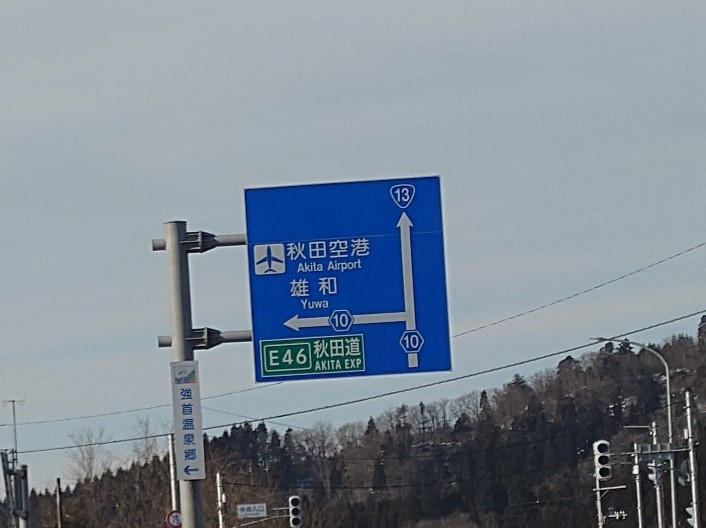 13
秋田空港
Akita Airport
雄和
Yuwa
10
10
E46 秋田道
AKITA EXP
強首温泉郷